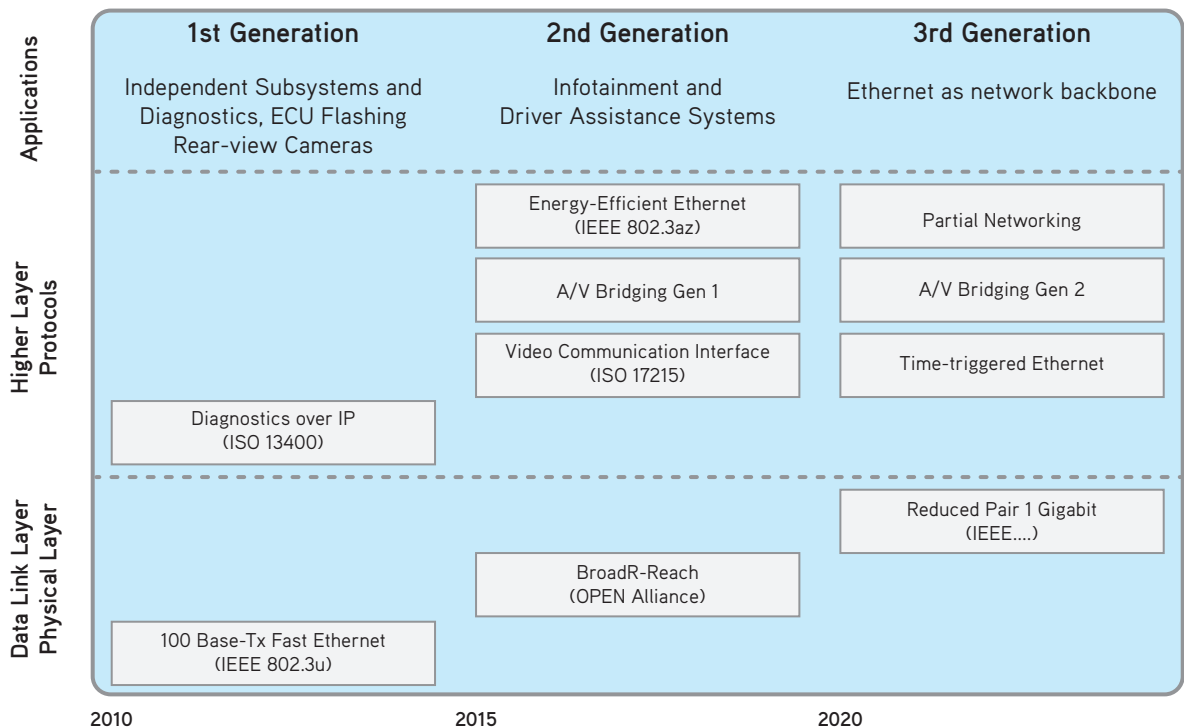 Applications
1st Generation
Independent Subsystems and
Diagnostics, ECU Flashing
Rear-view Cameras
2nd Generation
Infotainment and
Driver Assistance Systems
3rd Generation
Ethernet as network backbone
Higher Layer
Protocols
Diagnostics over IP
(ISO 13400)
Energy-Efficient Ethernet
(IEEE 802.3az)
A/V Bridging Gen 1
Video Communication Interface
(ISO 17215)
Partial Networking
A/V Bridging Gen 2
Time-triggered Ethernet
Data Link Layer
Physical Layer
100 Base-Tx Fast Ethernet
(IEEE 802.3u)
BroadR-Reach
(OPEN Alliance)
Reduced Pair 1 Gigabit
(IEEE....)
2010
2015
2020